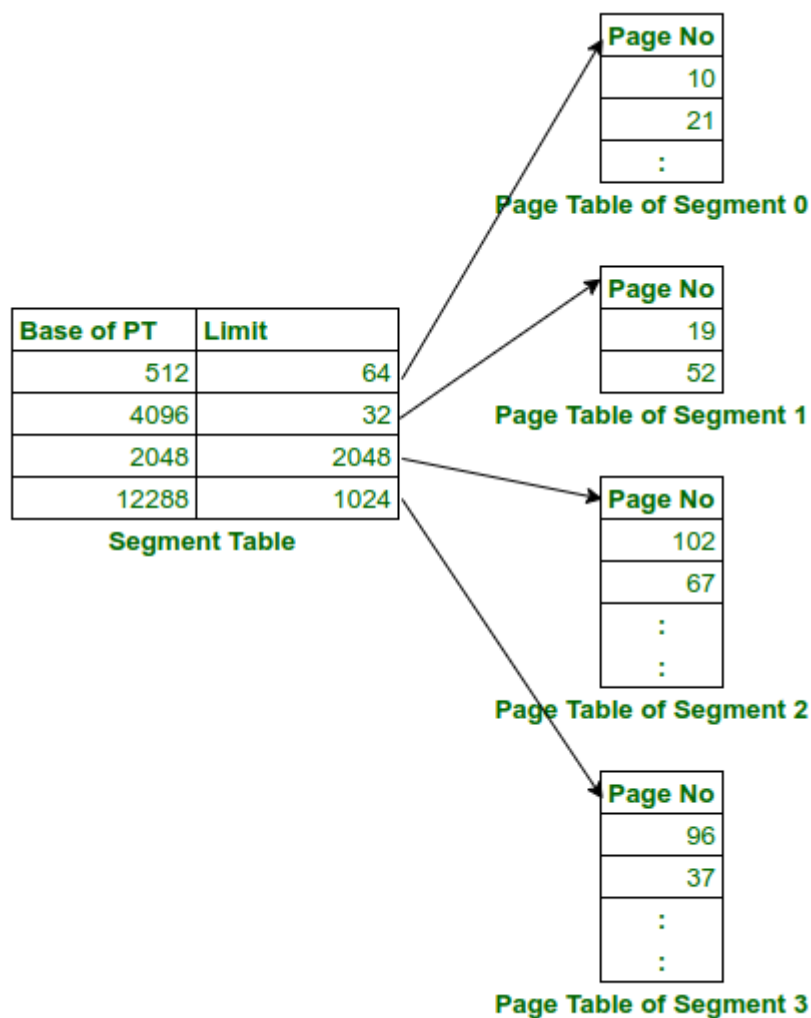 Page No
10
21
:
Page Table of Segment 0
Page No
19
52
Page Table of Segment 1
Base of PT Limit
512 64
4096 32
2048 2048
12288 1024
Segment Table
Page No
102
67
:
:
Page Table of Segment 2
Page No
96
37
:
:
Page Table of Segment 3